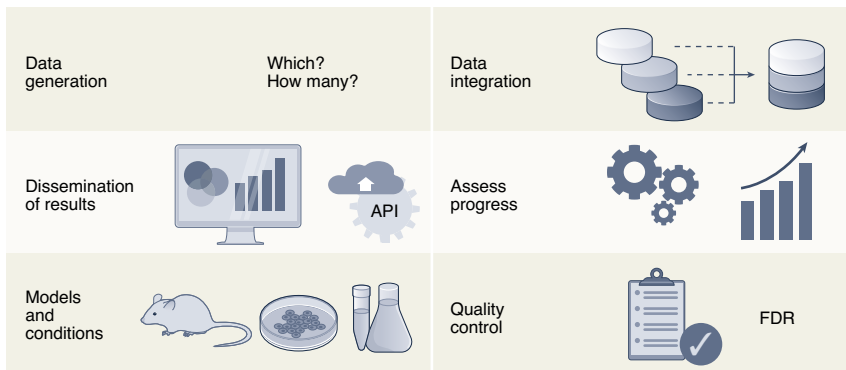 Data
generation
Which?
How many?
Data
integration
Dissemination
of results
API
Assess
progress
Models
and
conditions
Quality
control
FDR